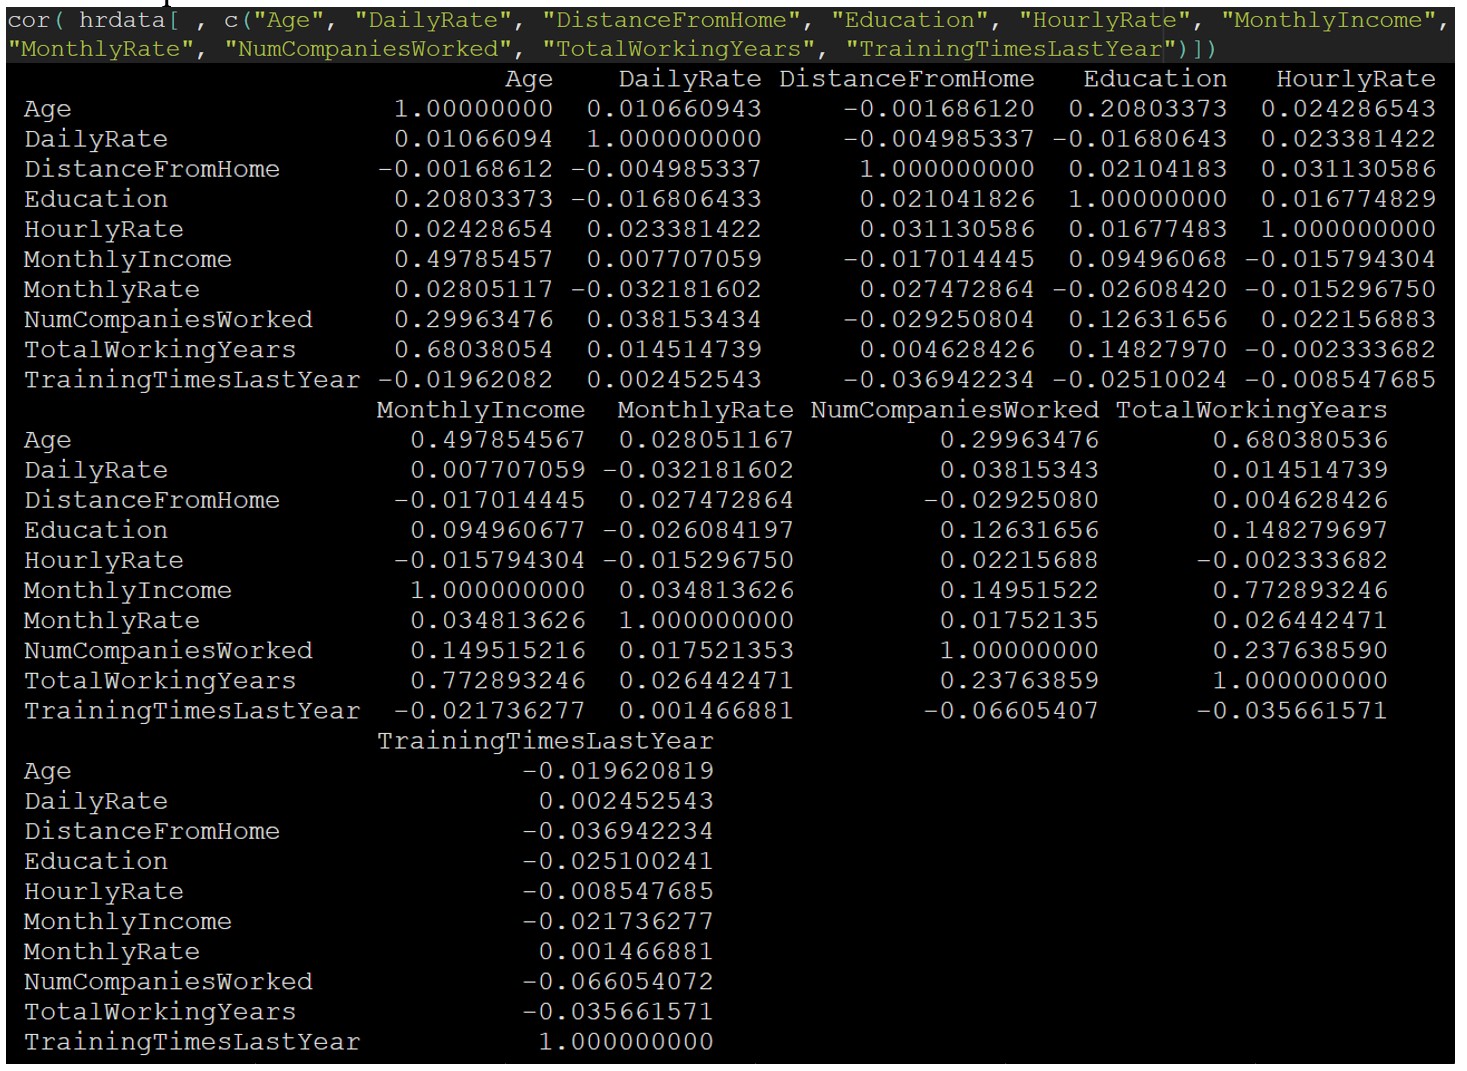 cor( hrdata[ , c("Age", "DailyRate", "DistanceFromHome", "Education", "HourlyRate", "MonthlyIncome",
"MonthlyRate", "NumCompaniesWorked", "TotalWorkingYears", "TrainingTimesLastYear")])
Age DailyRate DistanceFromHome Education HourlyRate
Age 1.00000000 0.010660943 -0.001686120 0.20803373 0.024286543
DailyRate 0.01066094 1.000000000 -0.004985337 -0.01680643 0.023381422
DistanceFromHome -0.00168612 -0.004985337 1.000000000 0.02104183 0.031130586
Education 0.20803373 -0.016806433 0.021041826 1.00000000 0.016774829
HourlyRate 0.02428654 0.023381422 0.031130586 0.01677483 1.000000000
MonthlyIncome 0.49785457 0.007707059 -0.017014445 0.09496068 -0.015794304
MonthlyRate 0.02805117 -0.032181602 0.027472864 -0.02608420 -0.015296750
NumCompaniesWorked 0.29963476 0.038153434 -0.029250804 0.12631656 0.022156883
TotalWorkingYears 0.68038054 0.014514739 0.004628426 0.14827970 -0.002333682
TrainingTimesLastYear -0.01962082 0.002452543 -0.036942234 -0.02510024 -0.008547685
MonthlyIncome MonthlyRate NumCompaniesWorked TotalWorkingYears
Age 0.497854567 0.028051167 0.29963476 0.680380536
DailyRate 0.007707059 -0.032181602 0.03815343 0.014514739
DistanceFromHome -0.017014445 0.027472864 -0.02925080 0.004628426
Education 0.094960677 -0.026084197 0.12631656 0.148279697
HourlyRate -0.015794304 -0.015296750 0.02215688 -0.002333682
MonthlyIncome 1.000000000 0.034813626 0.14951522 0.772893246
MonthlyRate 0.034813626 1.000000000 0.01752135 0.026442471
NumCompaniesWorked 0.149515216 0.017521353 1.00000000 0.237638590
TotalWorkingYears 0.772893246 0.026442471 0.23763859 1.000000000
TrainingTimesLastYear -0.021736277 0.001466881 -0.06605407 -0.035661571
TrainingTimesLastYear
Age -0.019620819
DailyRate 0.002452543
DistanceFromHome -0.036942234
Education -0.025100241
HourlyRate -0.008547685
MonthlyIncome -0.021736277
MonthlyRate 0.001466881
NumCompaniesWorked -0.066054072
TotalWorkingYears -0.035661571
TrainingTimesLastYear 1.000000000